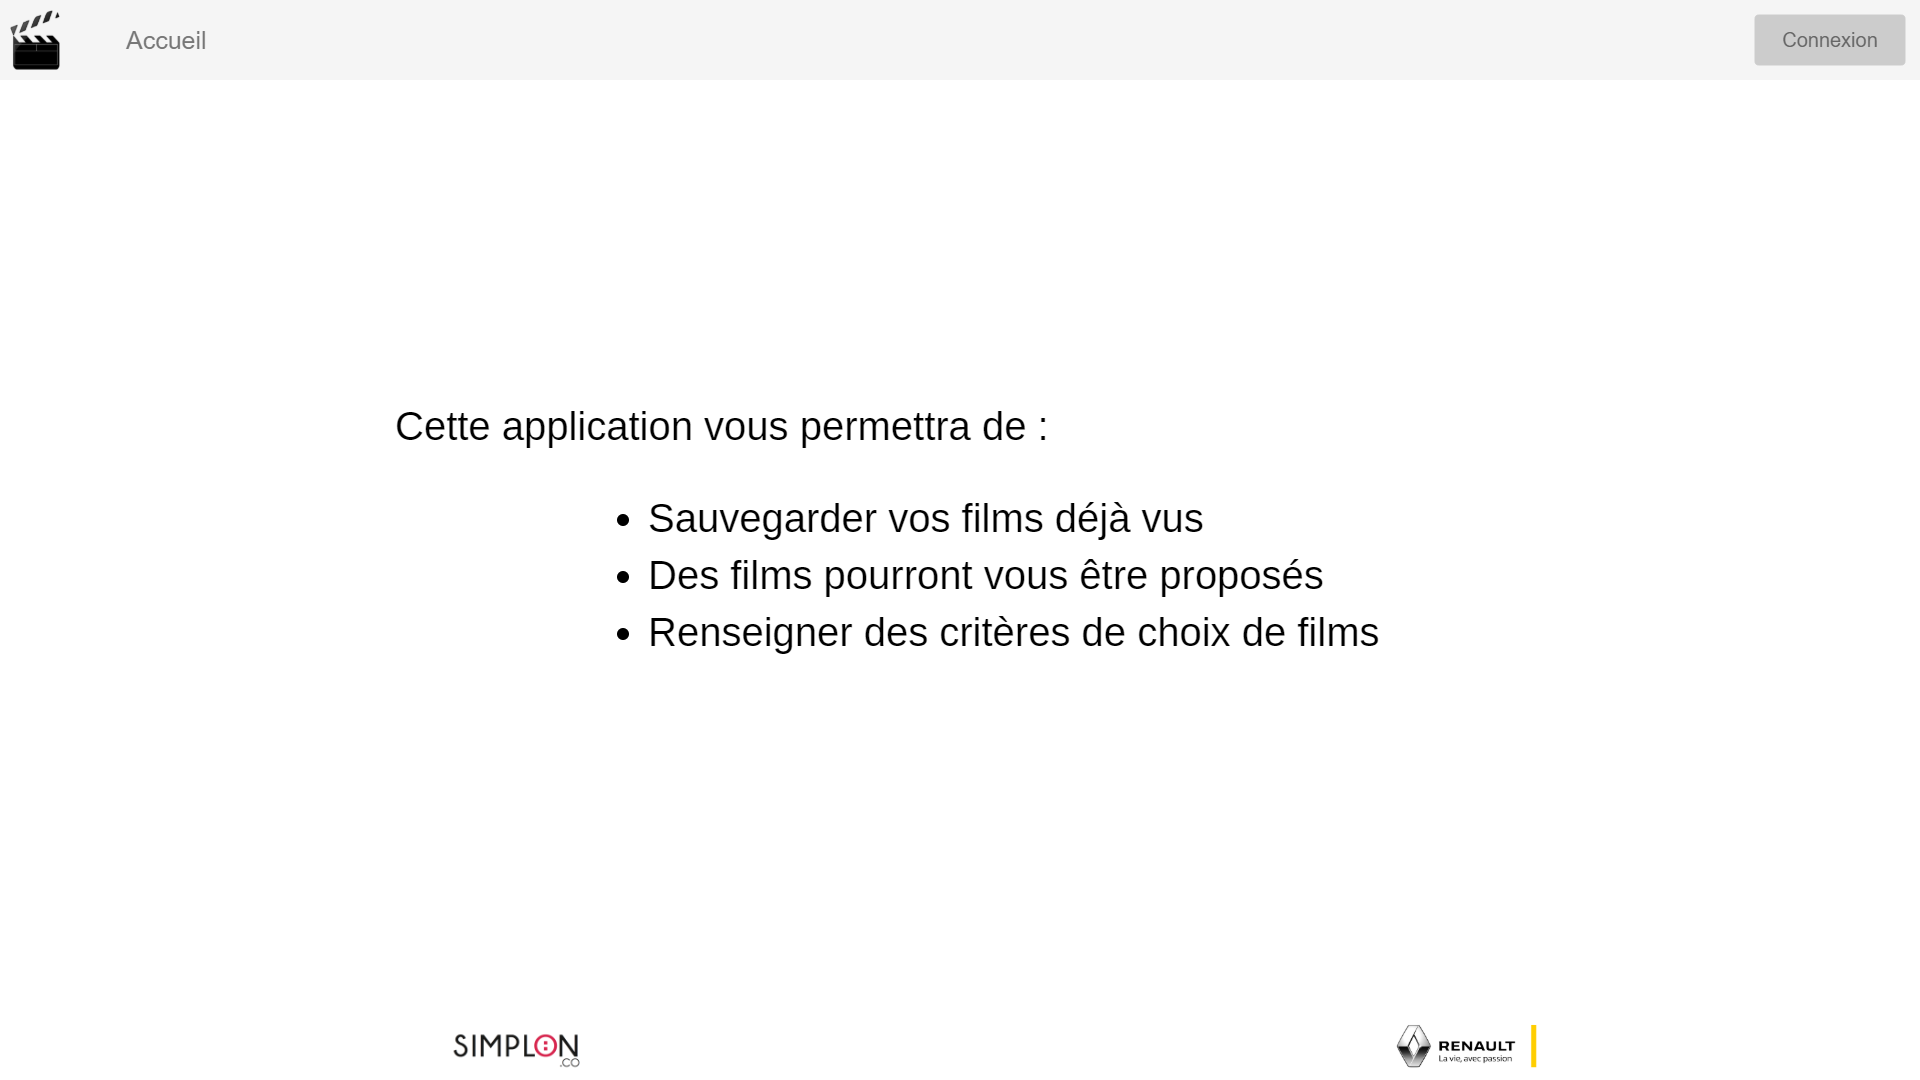 Accueil
Connexion
Cette application vous permettra de :
• Sauvegarder vos films déjà vus
• Des films pourront vous être proposés
• Renseigner des critères de choix de films
SIMPLON
.CO
RENAULT
La vie, avec passion